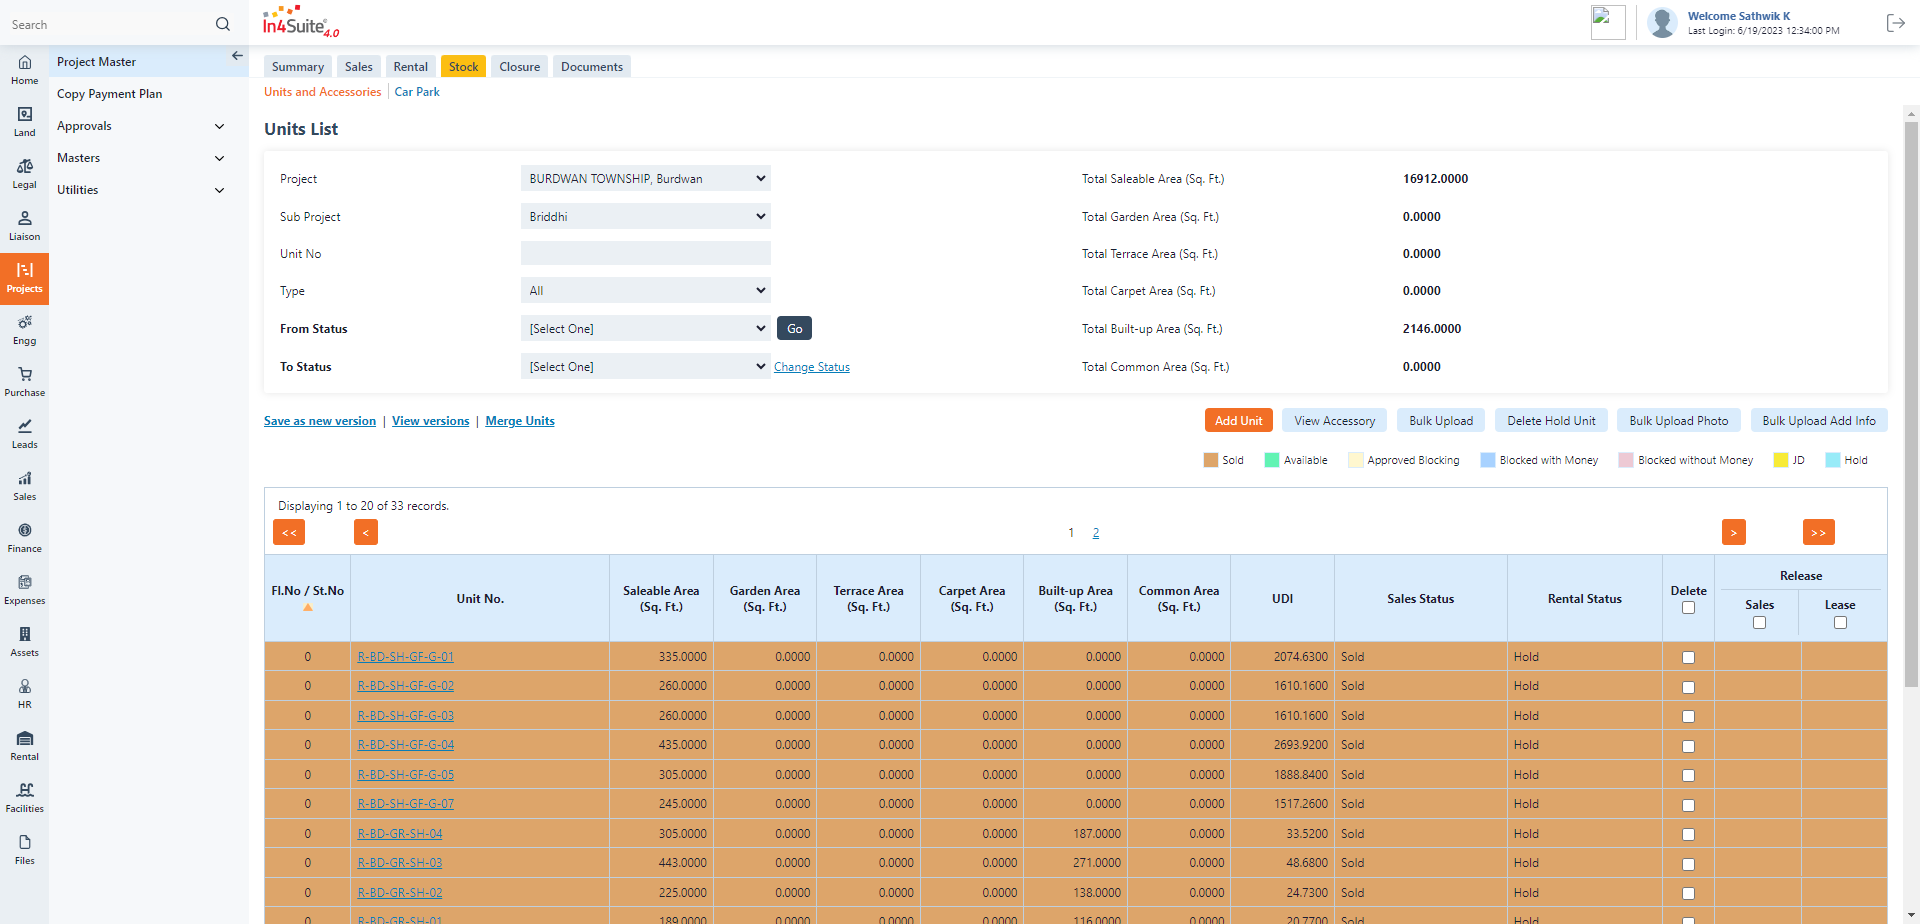 Search
In4Suite® 4.0
Welcome Sathwik K
Last Login: 6/19/2023 12:34:00 PM
Home
Land
Legal
Liaison
Projects
Engg
Purchase
Leads
Sales
Finance
Expenses
Assets
HR
Rental
Facilities
Files
Project Master
Copy Payment Plan
Approvals
Masters
Utilities
Summary Sales Rental Stock Closure Documents
Units and Accessories Car Park
Units List
Project BURDWAN TOWNSHIP, Burdwan Total Saleable Area (Sq. Ft.) 16912.0000
Sub Project Briddhi Total Garden Area (Sq. Ft.) 0.0000
Unit No Total Terrace Area (Sq. Ft.) 0.0000
Type All Total Carpet Area (Sq. Ft.) 0.0000
From Status [Select One] Go Total Built-up Area (Sq. Ft.) 2146.0000
To Status [Select One] Change Status Total Common Area (Sq. Ft.) 0.0000
Save as new version | View versions | Merge Units
Add Unit View Accessory Bulk Upload Delete Hold Unit Bulk Upload Photo Bulk Upload Add Info
Sold Available Approved Blocking Blocked with Money Blocked without Money JD Hold
Displaying 1 to 20 of 33 records.
<< < 1 2 > >>
Fl.No / St.No Unit No. Saleable Area (Sq. Ft.) Garden Area (Sq. Ft.) Terrace Area (Sq. Ft.) Carpet Area (Sq. Ft.) Built-up Area (Sq. Ft.) Common Area (Sq. Ft.) UDI Sales Status Rental Status Delete Release Sales Lease
0 R-BD-SH-GF-G-01 335.0000 0.0000 0.0000 0.0000 0.0000 0.0000 2074.6300 Sold Hold
0 R-BD-SH-GF-G-02 260.0000 0.0000 0.0000 0.0000 0.0000 0.0000 1610.1600 Sold Hold
0 R-BD-SH-GF-G-03 260.0000 0.0000 0.0000 0.0000 0.0000 0.0000 1610.1600 Sold Hold
0 R-BD-SH-GF-G-04 435.0000 0.0000 0.0000 0.0000 0.0000 0.0000 2693.9200 Sold Hold
0 R-BD-SH-GF-G-05 305.0000 0.0000 0.0000 0.0000 0.0000 0.0000 1888.8400 Sold Hold
0 R-BD-SH-GF-G-07 245.0000 0.0000 0.0000 0.0000 0.0000 0.0000 1517.2600 Sold Hold
0 R-BD-GR-SH-04 305.0000 0.0000 0.0000 0.0000 187.0000 0.0000 33.5200 Sold Hold
0 R-BD-GR-SH-03 443.0000 0.0000 0.0000 0.0000 271.0000 0.0000 48.6800 Sold Hold
0 R-BD-GR-SH-02 225.0000 0.0000 0.0000 0.0000 138.0000 0.0000 24.7300 Sold Hold
0 R-BD-GR-SH-01 189.0000 0.0000 0.0000 0.0000 116.0000 0.0000 20.7700 Sold Hold